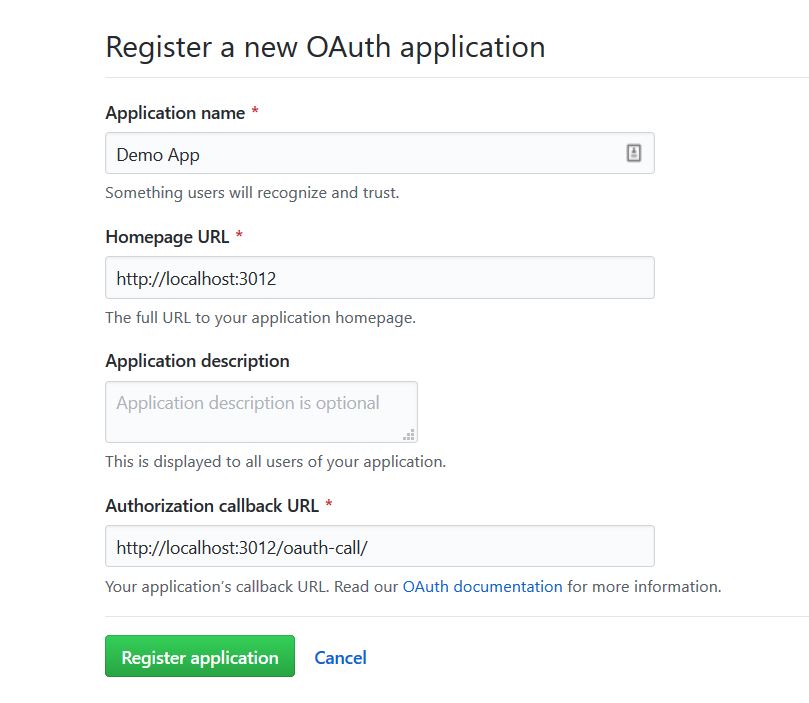 Register a new OAuth application
Application name *
Demo App
Something users will recognize and trust.
Homepage URL *
http://localhost:3012
The full URL to your application homepage.
Application description
Application description is optional
This is displayed to all users of your application.
Authorization callback URL *
http://localhost:3012/oauth-call/
Your application’s callback URL. Read our OAuth documentation for more information.
Register application Cancel